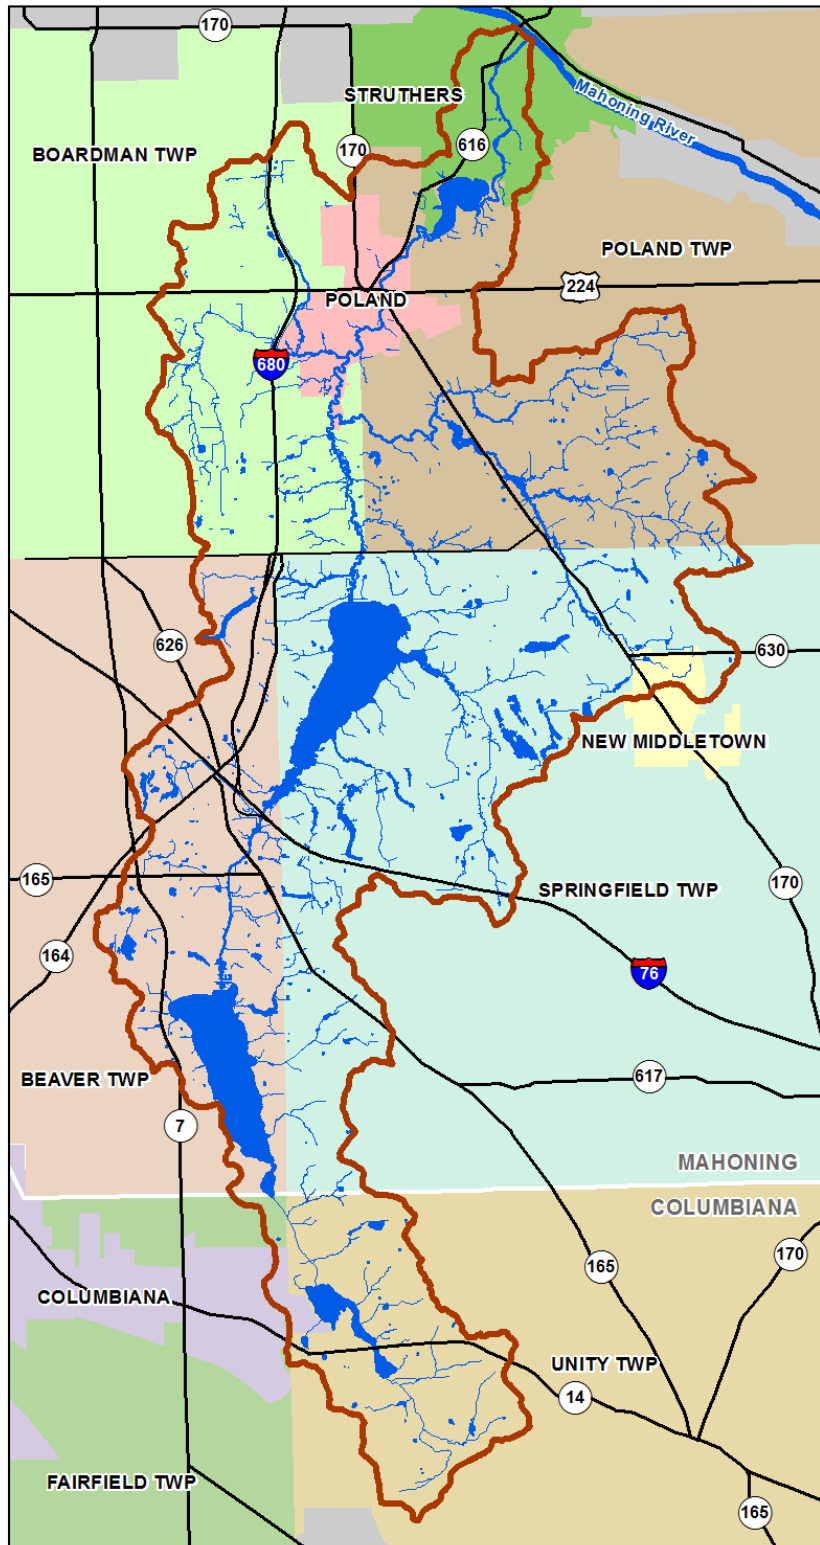 170
STRUTHERS
Mahoning River
616
170
BOARDMAN TWP
POLAND TWP
224
POLAND
680
626
630
NEW MIDDLETOWN
165
170
SPRINGFIELD TWP
164
76
BEAVER TWP
617
7
MAHONING
COLUMBIANA
170
165
COLUMBIANA
UNITY TWP
14
FAIRFIELD TWP
165